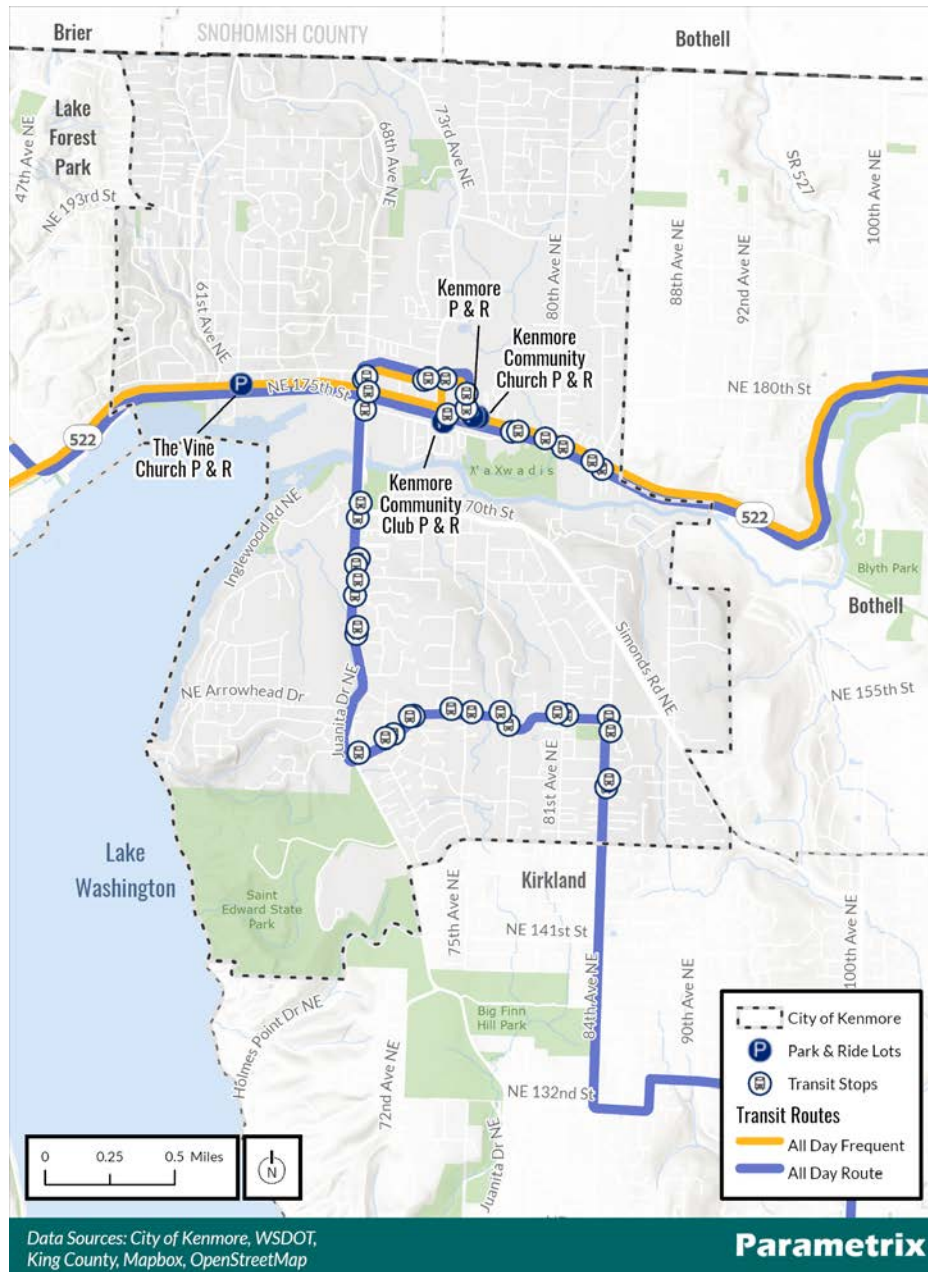 Brier
SNOHOMISH COUNTY
Bothell
Lake
Forest
Park
47th Ave NE
NE 193rd St
68th Ave NE
73rd Ave NE
SR 527
100th Ave NE
61st Ave NE
80th Ave NE
88th Ave NE
92nd Ave NE
Kenmore
P & R
Kenmore
Community
Church P & R
NE 175th St
NE 180th St
522
The Vine
Church P & R
Kenmore
Community
Club P & R
70th St
522
Inglewood Rd NE
Blyth Park
Bothell
Simonds Rd NE
NE 155th St
NE Arrowhead Dr
Juanita Dr NE
81st Ave NE
Lake
Washington
Kirkland
Saint
Edward State
Park
75th Ave NE
NE 141st St
84th Ave NE
90th Ave NE
100th Ave NE
Holmes Point Dr NE
Big Finn
Hill Park
72nd Ave NE
NE 132nd St
Juanita Dr NE
City of Kenmore
P
Park & Ride Lots
Transit Stops
Transit Routes
All Day Frequent
All Day Route
0 0.25 0.5 Miles
N
Data Sources: City of Kenmore, WSDOT,
King County, Mapbox, OpenStreetMap
Parametrix